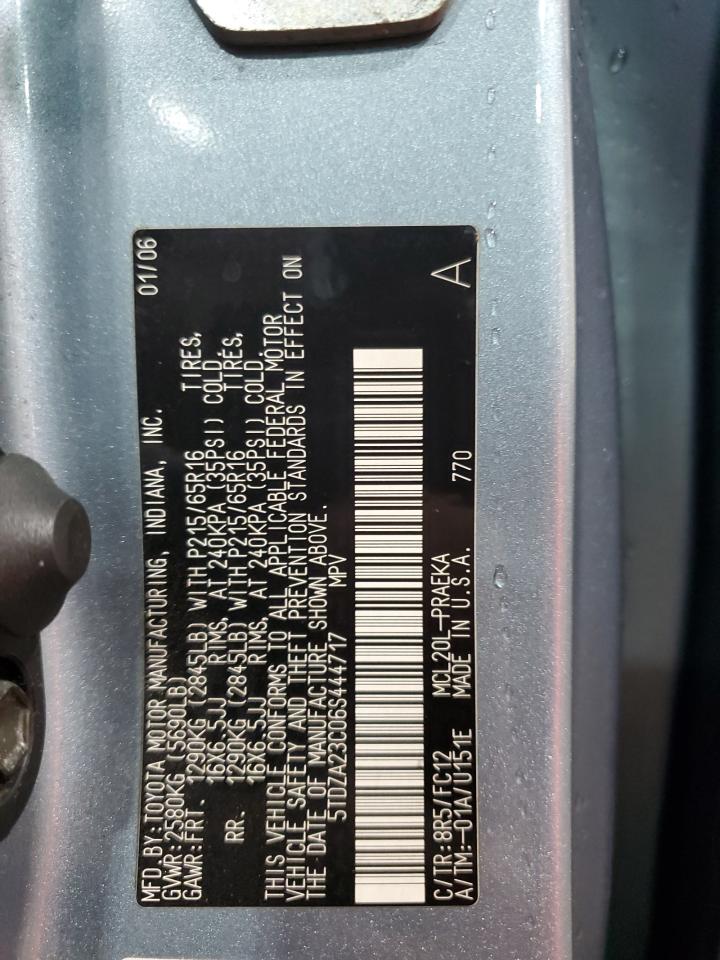 MFD BY:TOYOTA MOTOR MANUFACTURING, INDIANA, INC. 01/06
GVWR:2580KG (5690LB)
GAWR:FRT. 1290KG (2845LB) WITH P215/65R16 TIRES,
16X6.5JJ RIMS, AT 240KPA (35PSI) COLD.
RR. 1290KG (2845LB) WITH P215/65R16 TIRES,
16X6.5JJ RIMS, AT 240KPA (35PSI) COLD.
THIS VEHICLE CONFORMS TO ALL APPLICABLE FEDERAL MOTOR
VEHICLE SAFETY AND THEFT PREVENTION STANDARDS IN EFFECT ON
THE DATE OF MANUFACTURE SHOWN ABOVE.
5TDZA23C06S444717 MPV
C/TR:8R5/FC12 MCL20L-PRAEKA A
A/TM:-01A/U151E MADE IN U.S.A. 770